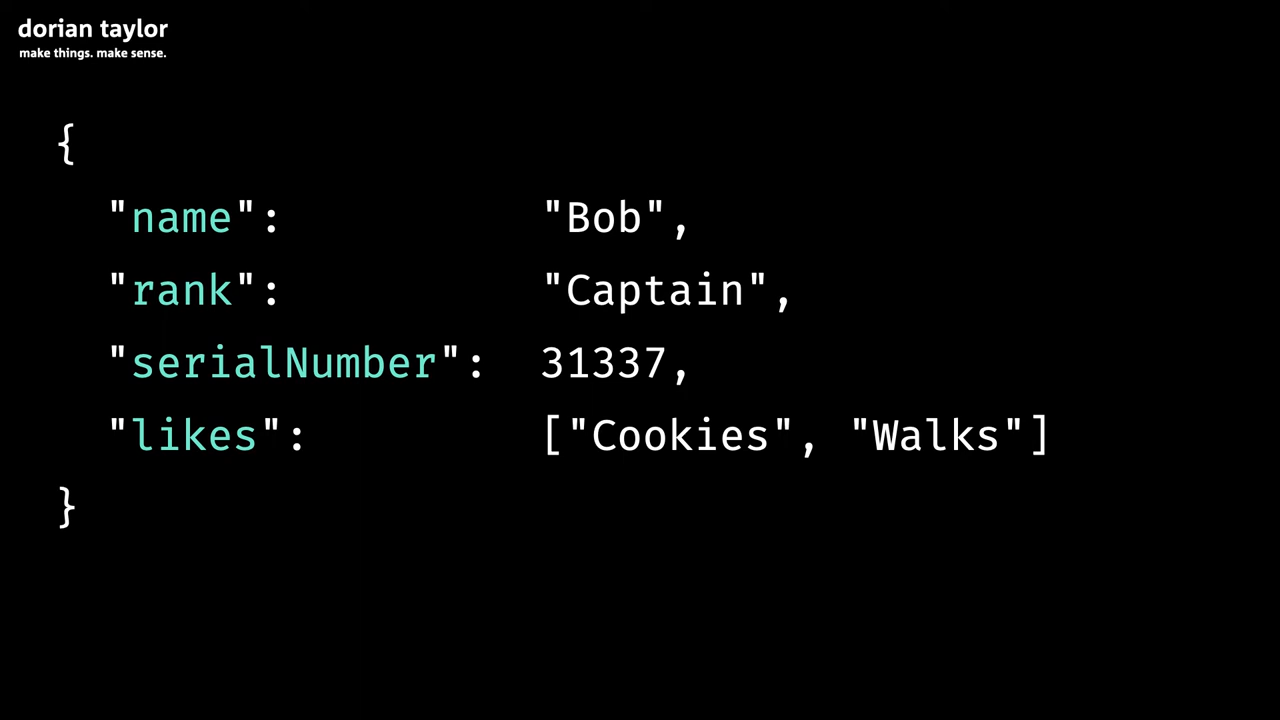 dorian taylor
make things. make sense.
{
"name": "Bob",
"rank": "Captain",
"serialNumber": 31337,
"likes": ["Cookies", "Walks"]
}